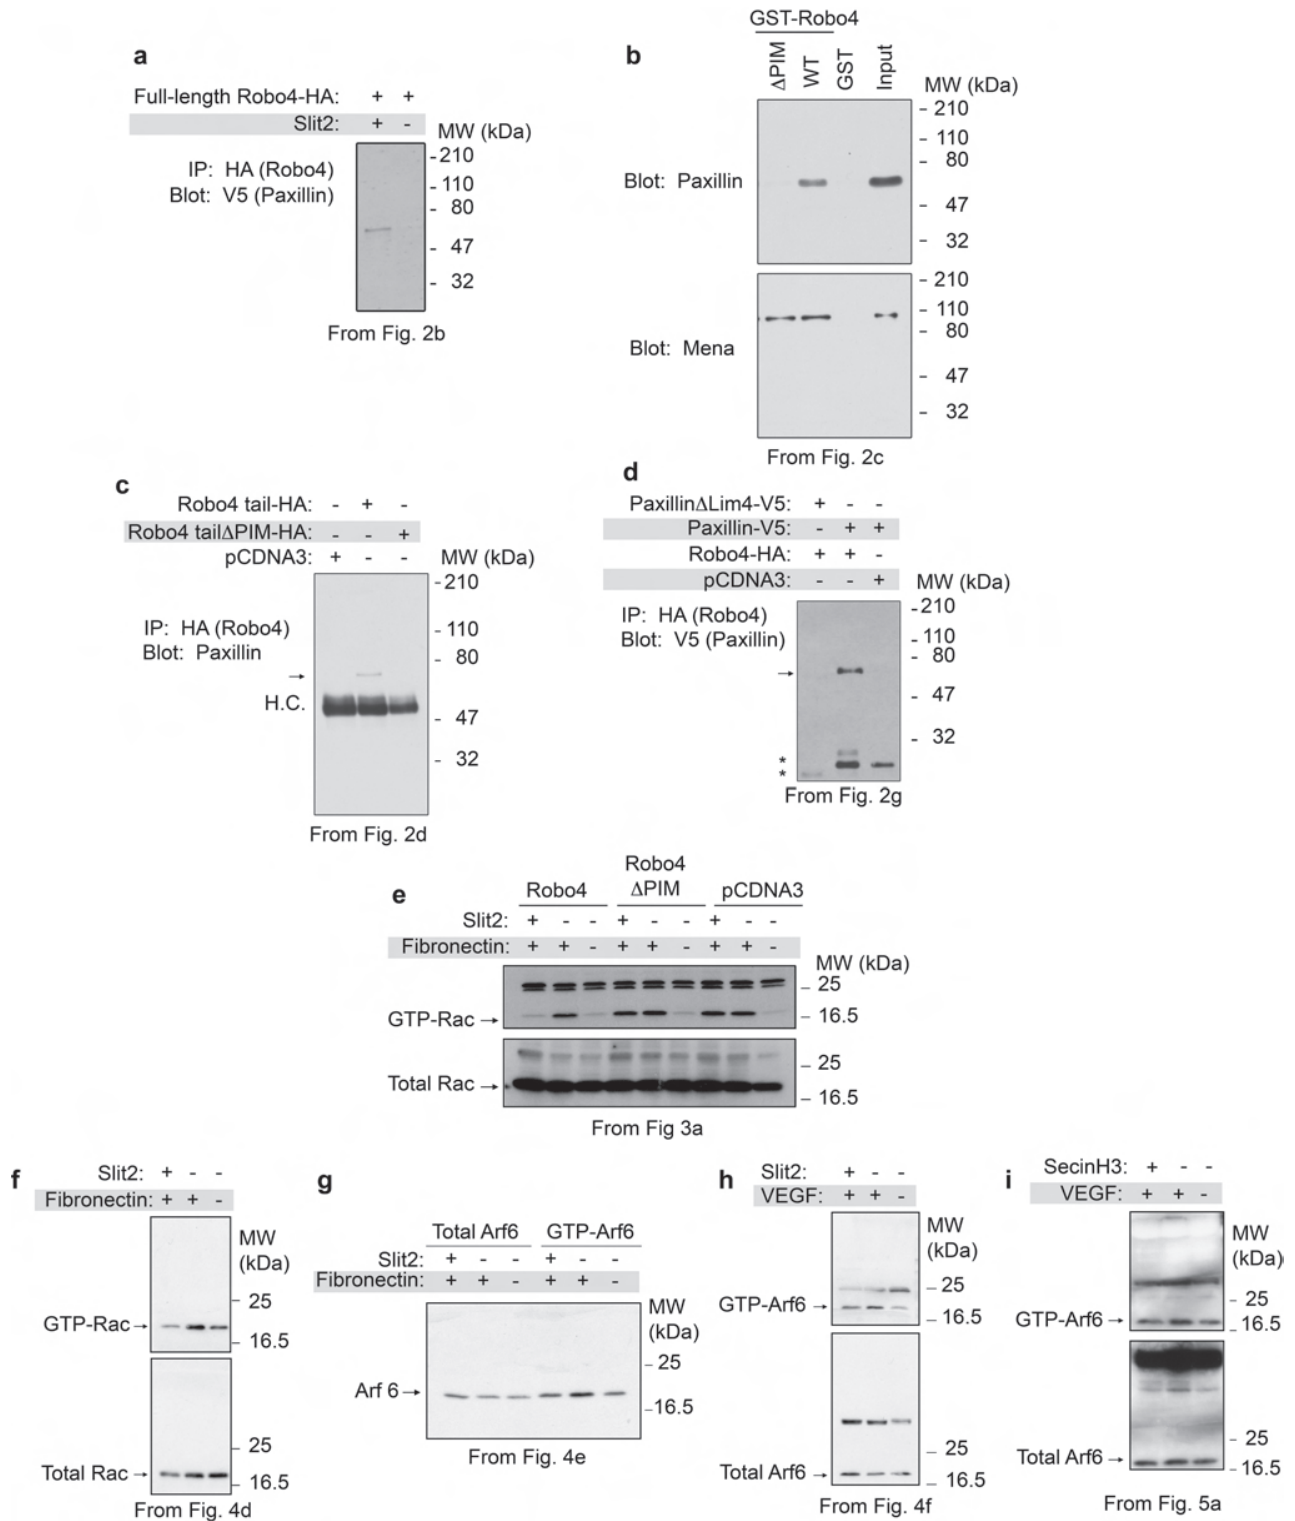 a
Full-length Robo4-HA: + +
Slit2: + -
MW (kDa)
IP: HA (Robo4)
Blot: V5 (Paxillin)
- 210
- 110
- 80
- 47
- 32
From Fig. 2b
b
GST-Robo4
ΔPIM WT GST Input
MW (kDa)
Blot: Paxillin
- 210
- 110
- 80
- 47
- 32
Blot: Mena
- 210
- 110
- 80
- 47
- 32
From Fig. 2c
c
Robo4 tail-HA: - + -
Robo4 tailΔPIM-HA: - - +
pCDNA3: + - -
MW (kDa)
IP: HA (Robo4)
Blot: Paxillin
→
H.C.
- 210
- 110
- 80
- 47
- 32
From Fig. 2d
d
PaxillinΔLim4-V5: + - -
Paxillin-V5: - + +
Robo4-HA: + + -
pCDNA3: - - +
MW (kDa)
IP: HA (Robo4)
Blot: V5 (Paxillin)
→
*
*
- 210
- 110
- 80
- 47
- 32
From Fig. 2g
e
Robo4 Robo4 ΔPIM pCDNA3
Slit2: + - - + - - + - -
Fibronectin: + + - + + - + + -
MW (kDa)
GTP-Rac →
- 25
- 16.5
Total Rac →
- 25
- 16.5
From Fig 3a
f
Slit2: + - -
Fibronectin: + + -
MW
(kDa)
GTP-Rac →
- 25
- 16.5
Total Rac →
- 25
- 16.5
From Fig. 4d
g
Total Arf6 GTP-Arf6
Slit2: + - - + - -
Fibronectin: + + - + + -
MW
(kDa)
Arf 6 →
- 25
- 16.5
From Fig. 4e
h
Slit2: + - -
VEGF: + + -
MW
(kDa)
GTP-Arf6 →
- 25
- 16.5
Total Arf6 →
- 25
- 16.5
From Fig. 4f
i
SecinH3: + - -
VEGF: + + -
MW
(kDa)
GTP-Arf6 →
- 25
- 16.5
Total Arf6 →
- 25
- 16.5
From Fig. 5a